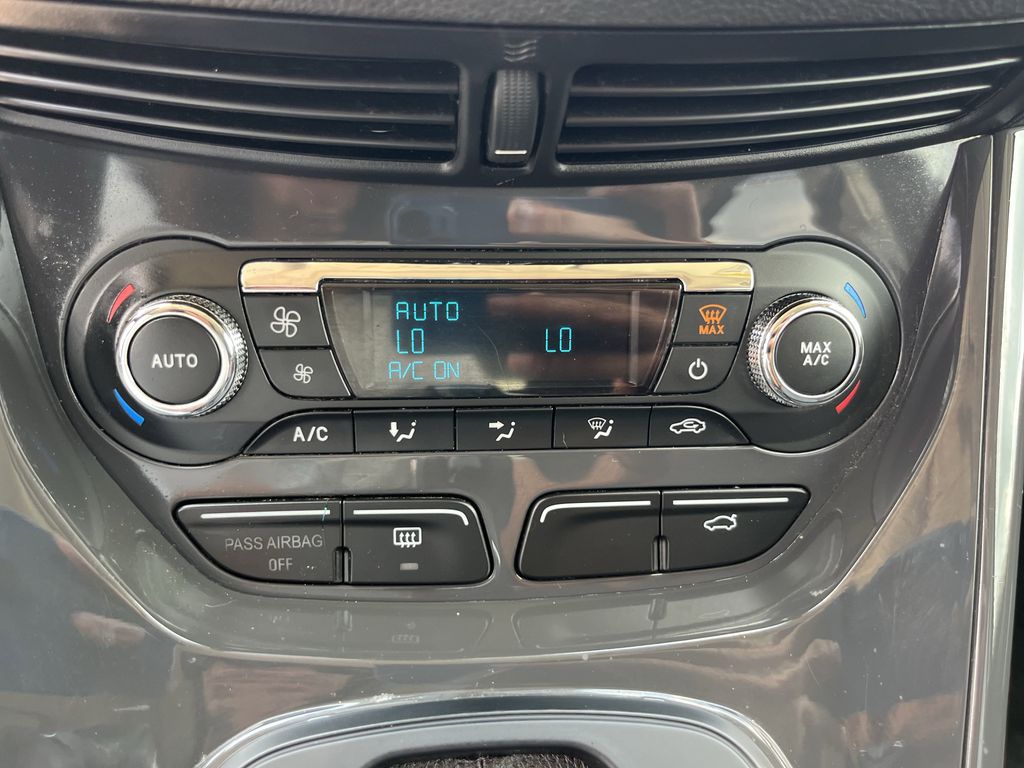 AUTO
AUTO
LO LO
A/C ON
MAX
MAX
A/C
A/C
PASS AIRBAG
OFF